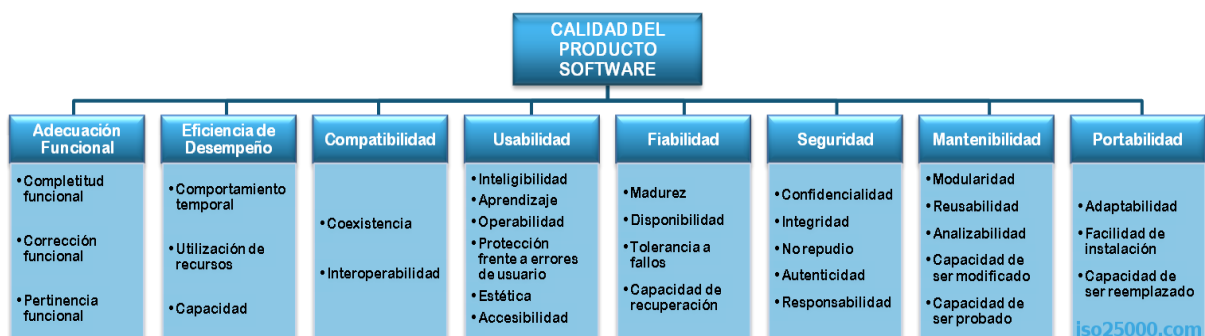 CALIDAD DEL
PRODUCTO
SOFTWARE
Adecuación
Funcional
• Completitud
funcional
• Corrección
funcional
• Pertinencia
funcional
Eficiencia de
Desempeño
• Comportamiento
temporal
• Utilización de
recursos
• Capacidad
Compatibilidad
• Coexistencia
• Interoperabilidad
Usabilidad
• Inteligibilidad
• Aprendizaje
• Operabilidad
• Protección
frente a errores
de usuario
• Estética
• Accesibilidad
Fiabilidad
• Madurez
• Disponibilidad
• Tolerancia a
fallos
• Capacidad de
recuperación
Seguridad
• Confidencialidad
• Integridad
• No repudio
• Autenticidad
• Responsabilidad
Mantenibilidad
• Modularidad
• Reusabilidad
• Analizabilidad
• Capacidad de
ser modificado
• Capacidad de
ser probado
Portabilidad
• Adaptabilidad
• Facilidad de
instalación
• Capacidad de
ser reemplazado
iso25000.com